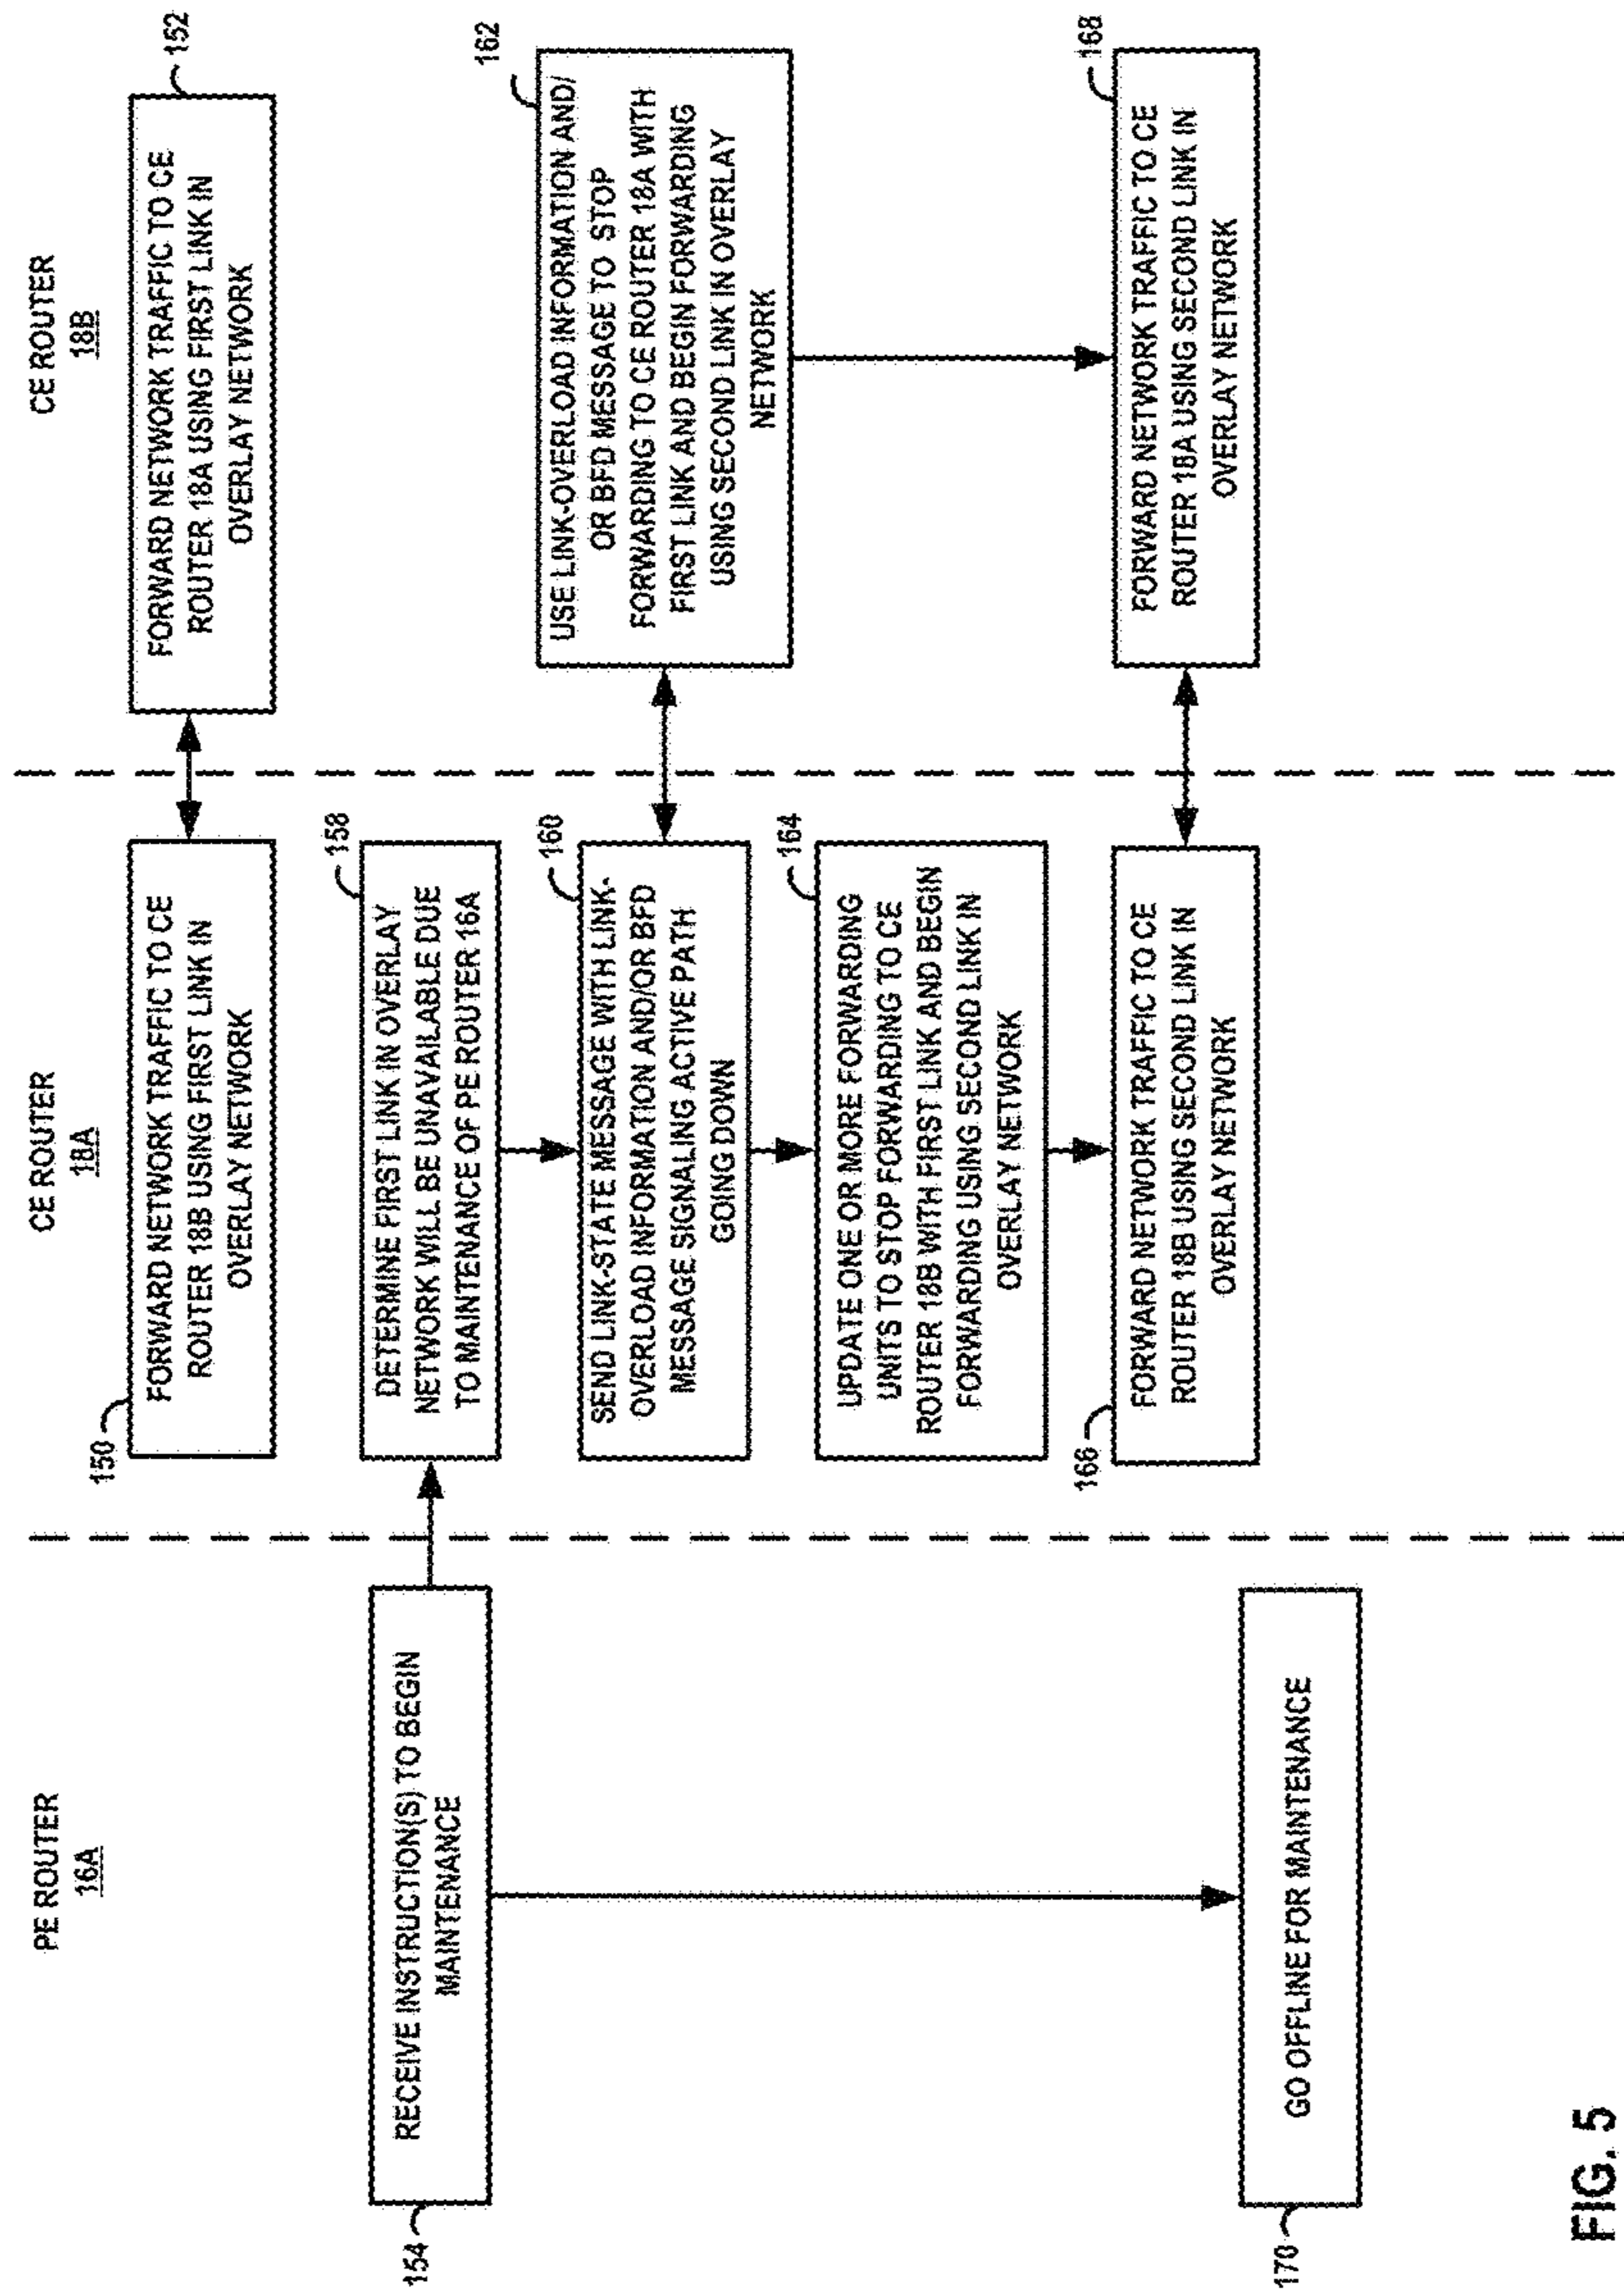 PE ROUTER
16A
CE ROUTER
18A
CE ROUTER
18B
150
FORWARD NETWORK TRAFFIC TO CE
ROUTER 18B USING FIRST LINK IN
OVERLAY NETWORK
152
FORWARD NETWORK TRAFFIC TO CE
ROUTER 18A USING FIRST LINK IN
OVERLAY NETWORK
154
RECEIVE INSTRUCTION(S) TO BEGIN
MAINTENANCE
158
DETERMINE FIRST LINK IN OVERLAY
NETWORK WILL BE UNAVAILABLE DUE
TO MAINTENANCE OF PE ROUTER 16A
160
SEND LINK-STATE MESSAGE WITH LINK-
OVERLOAD INFORMATION AND/OR BFD
MESSAGE SIGNALING ACTIVE PATH
GOING DOWN
162
USE LINK-OVERLOAD INFORMATION AND/
OR BFD MESSAGE TO STOP
FORWARDING TO CE ROUTER 18A WITH
FIRST LINK AND BEGIN FORWARDING
USING SECOND LINK IN OVERLAY
NETWORK
164
UPDATE ONE OR MORE FORWARDING
UNITS TO STOP FORWARDING TO CE
ROUTER 18B WITH FIRST LINK AND BEGIN
FORWARDING USING SECOND LINK IN
OVERLAY NETWORK
166
FORWARD NETWORK TRAFFIC TO CE
ROUTER 18B USING SECOND LINK IN
OVERLAY NETWORK
168
FORWARD NETWORK TRAFFIC TO CE
ROUTER 18A USING SECOND LINK IN
OVERLAY NETWORK
170
GO OFFLINE FOR MAINTENANCE
FIG. 5